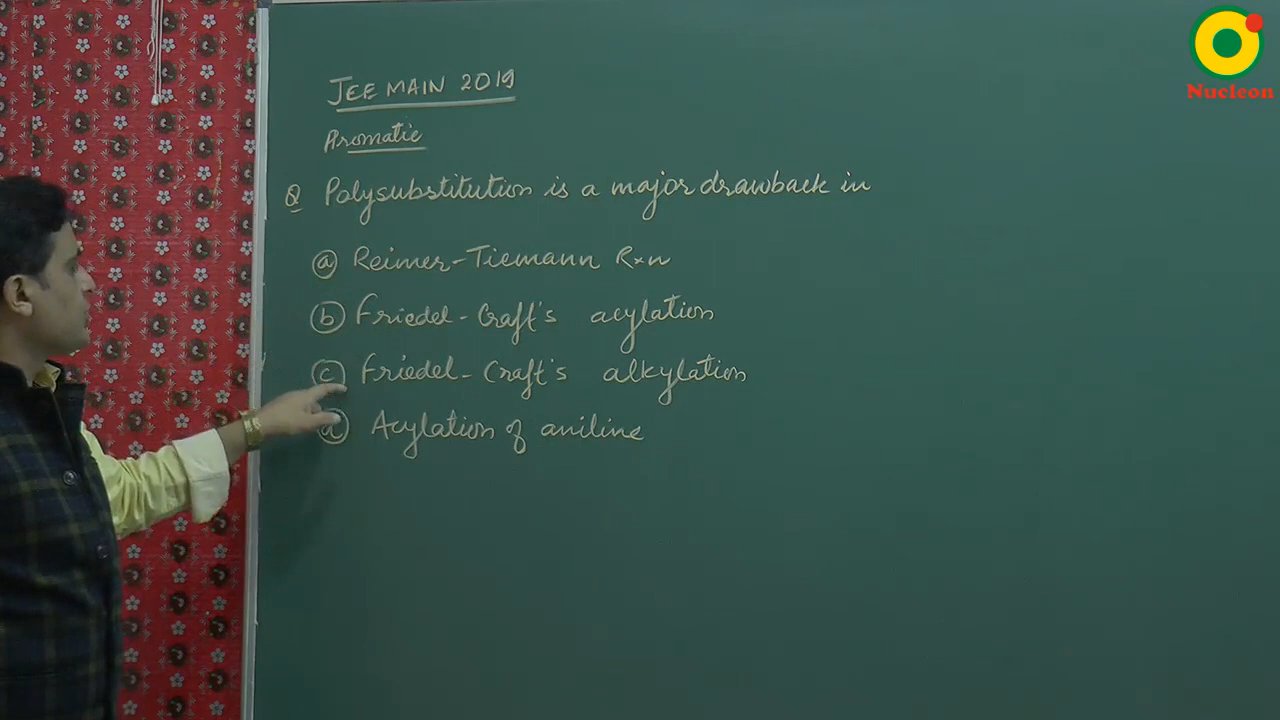 JEE MAIN 2019
Aromatic
Q Polysubstitution is a major drawback in
(a) Reimer-Tiemann Rxn
(b) Friedel-Craft's acylation
(c) Friedel-Craft's alkylation
(d) Acylation of aniline
Nucleon